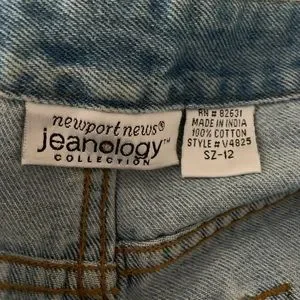 newport news®
jeanology™
COLLECTION
RN # 82631
MADE IN INDIA
100% COTTON
STYLE # V4825
SZ-12